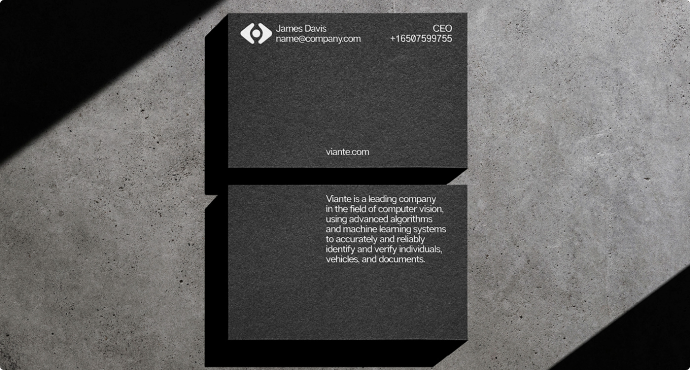 James Davis
name@company.com
CEO
+16507599755
viante.com
Viante is a leading company
in the field of computer vision,
using advanced algorithms
and machine learning systems
to accurately and reliably
identify and verify individuals,
vehicles, and documents.